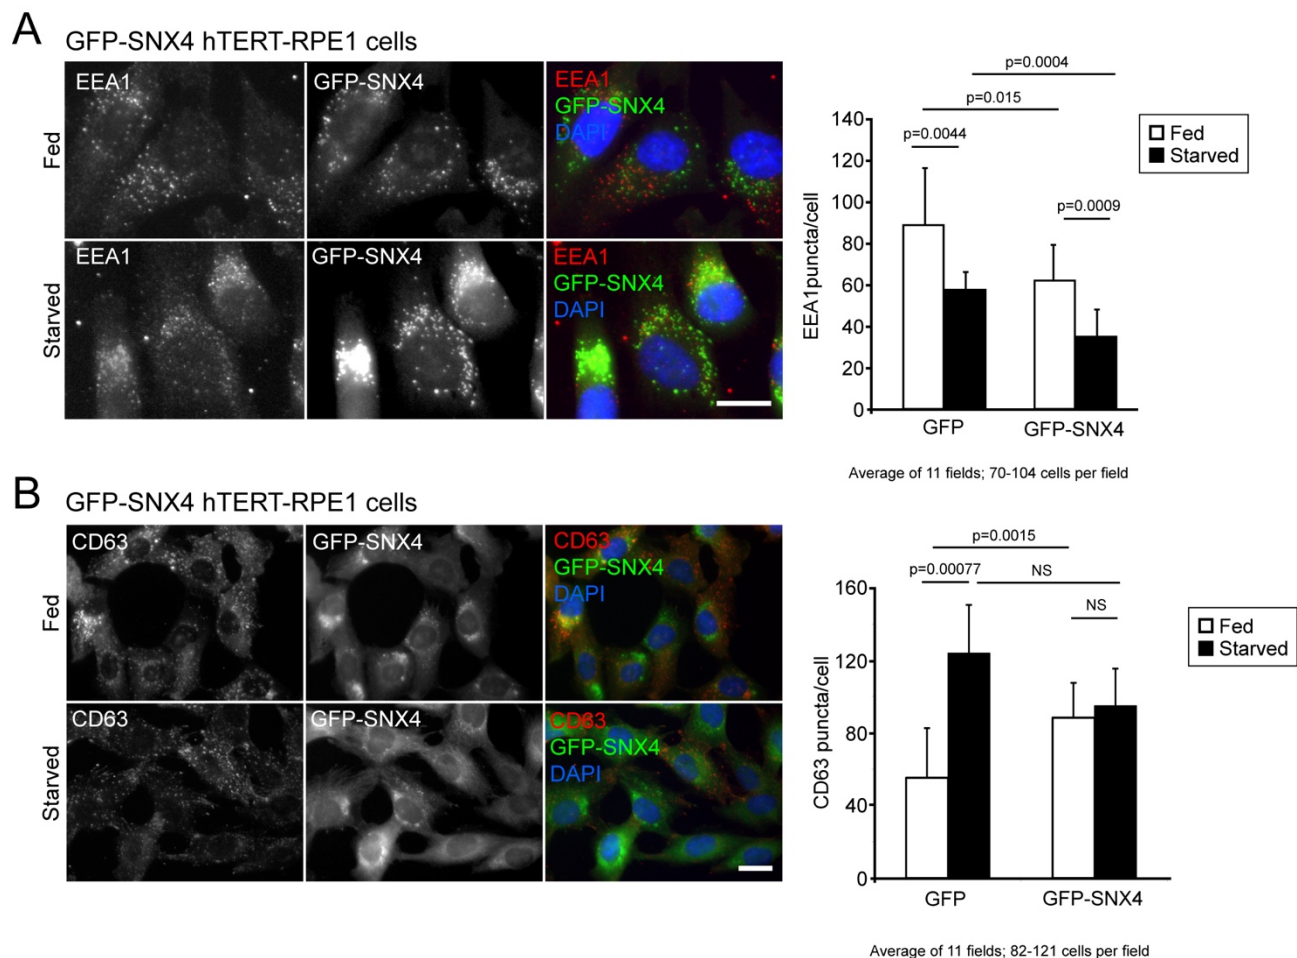 A
GFP-SNX4 hTERT-RPE1 cells
Fed
EEA1
GFP-SNX4
EEA1
GFP-SNX4
DAPI
Starved
EEA1
GFP-SNX4
EEA1
GFP-SNX4
DAPI
p=0.0004
p=0.015
p=0.0044
p=0.0009
Fed
Starved
EEA1puncta/cell
140
120
100
80
60
40
20
0
GFP
GFP-SNX4
Average of 11 fields; 70-104 cells per field
B
GFP-SNX4 hTERT-RPE1 cells
Fed
CD63
GFP-SNX4
CD63
GFP-SNX4
DAPI
Starved
CD63
GFP-SNX4
CD63
GFP-SNX4
DAPI
p=0.0015
p=0.00077
NS
NS
Fed
Starved
CD63 puncta/cell
160
120
80
40
0
GFP
GFP-SNX4
Average of 11 fields; 82-121 cells per field